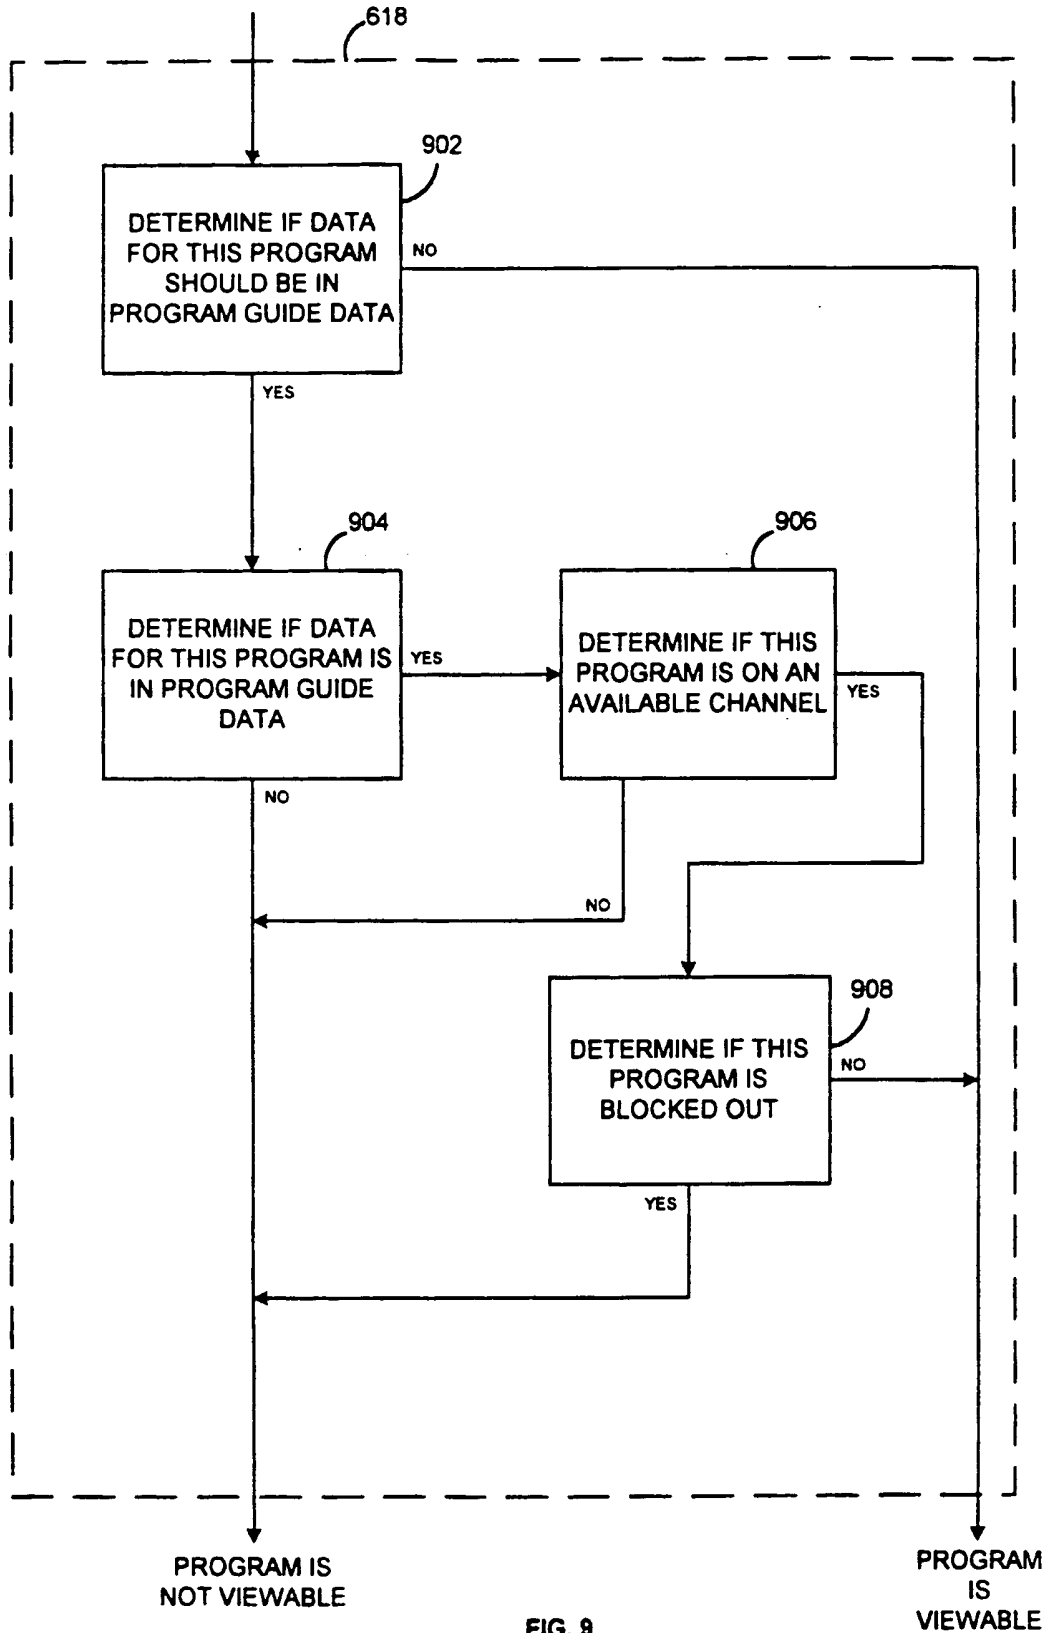 618
902
DETERMINE IF DATA
FOR THIS PROGRAM
SHOULD BE IN
PROGRAM GUIDE DATA
NO
YES
904
906
DETERMINE IF DATA
FOR THIS PROGRAM IS
IN PROGRAM GUIDE
DATA
YES
DETERMINE IF THIS
PROGRAM IS ON AN
AVAILABLE CHANNEL
YES
NO
NO
908
DETERMINE IF THIS
PROGRAM IS
BLOCKED OUT
NO
YES
PROGRAM IS
NOT VIEWABLE
PROGRAM
IS
VIEWABLE
FIG. 9